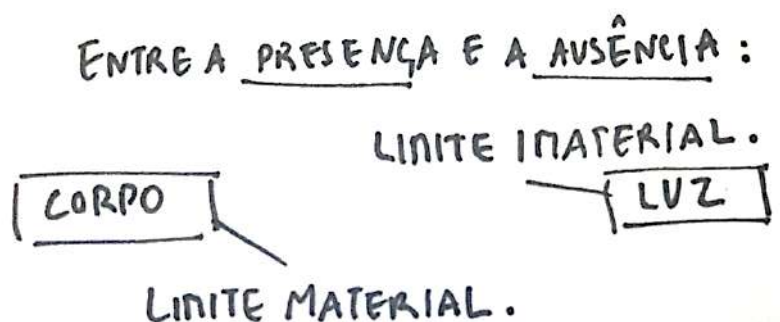 ENTRE A PRESENÇA E A AUSÊNCIA:
LIMITE IMATERIAL.
CORPO
LUZ
LIMITE MATERIAL.